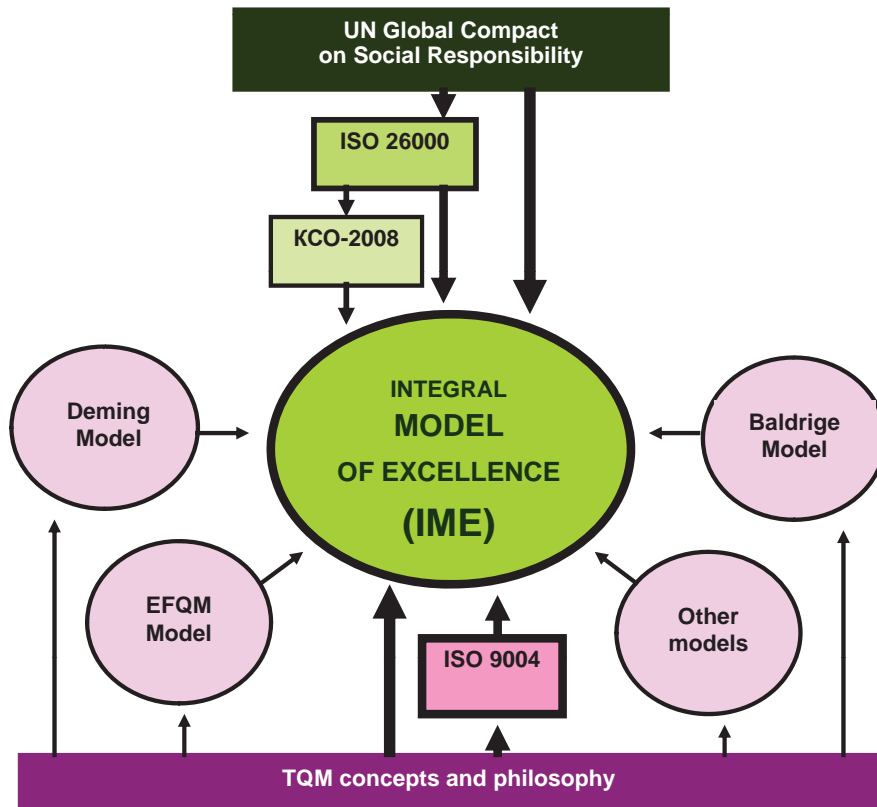 UN Global Compact
on Social Responsibility
ISO 26000
КСО-2008
INTEGRAL
MODEL
OF EXCELLENCE
(IME)
Deming
Model
Baldrige
Model
EFQM
Model
Other
models
ISO 9004
TQM concepts and philosophy